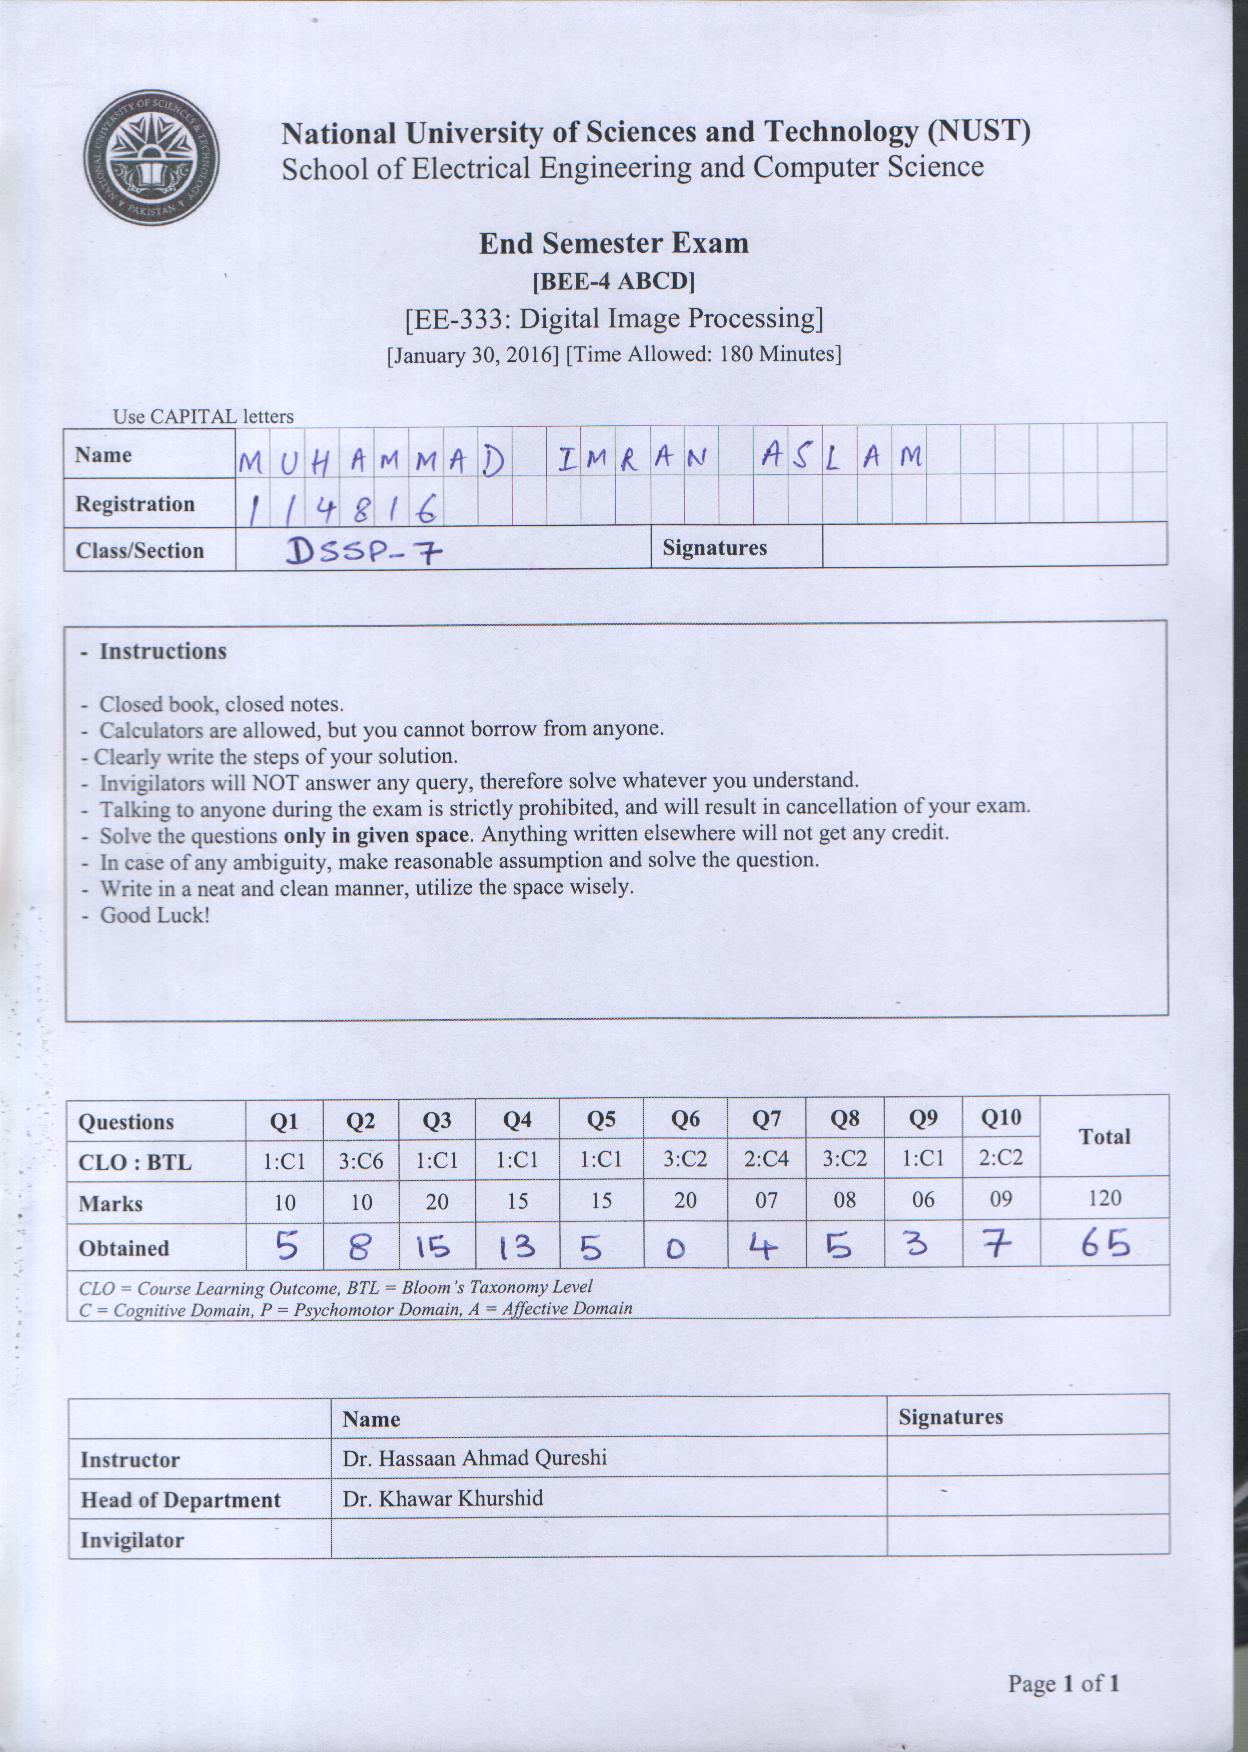 NATIONAL UNIVERSITY OF SCIENCES & TECHNOLOGY
PAKISTAN
National University of Sciences and Technology (NUST)
School of Electrical Engineering and Computer Science
End Semester Exam
[BEE-4 ABCD]
[EE-333: Digital Image Processing]
[January 30, 2016] [Time Allowed: 180 Minutes]
Use CAPITAL letters
Name MUHAMMAD IMRAN ASLAM
Registration 114816
Class/Section DSSP-7 Signatures
- Instructions
- Closed book, closed notes.
- Calculators are allowed, but you cannot borrow from anyone.
- Clearly write the steps of your solution.
- Invigilators will NOT answer any query, therefore solve whatever you understand.
- Talking to anyone during the exam is strictly prohibited, and will result in cancellation of your exam.
- Solve the questions only in given space. Anything written elsewhere will not get any credit.
- In case of any ambiguity, make reasonable assumption and solve the question.
- Write in a neat and clean manner, utilize the space wisely.
- Good Luck!
Questions Q1 Q2 Q3 Q4 Q5 Q6 Q7 Q8 Q9 Q10 Total
CLO : BTL 1:C1 3:C6 1:C1 1:C1 1:C1 3:C2 2:C4 3:C2 1:C1 2:C2
Marks 10 10 20 15 15 20 07 08 06 09 120
Obtained 5 8 15 13 5 0 4 5 3 7 65
CLO = Course Learning Outcome, BTL = Bloom's Taxonomy Level
C = Cognitive Domain, P = Psychomotor Domain, A = Affective Domain
Name Signatures
Instructor Dr. Hassaan Ahmad Qureshi
Head of Department Dr. Khawar Khurshid
Invigilator
Page 1 of 1